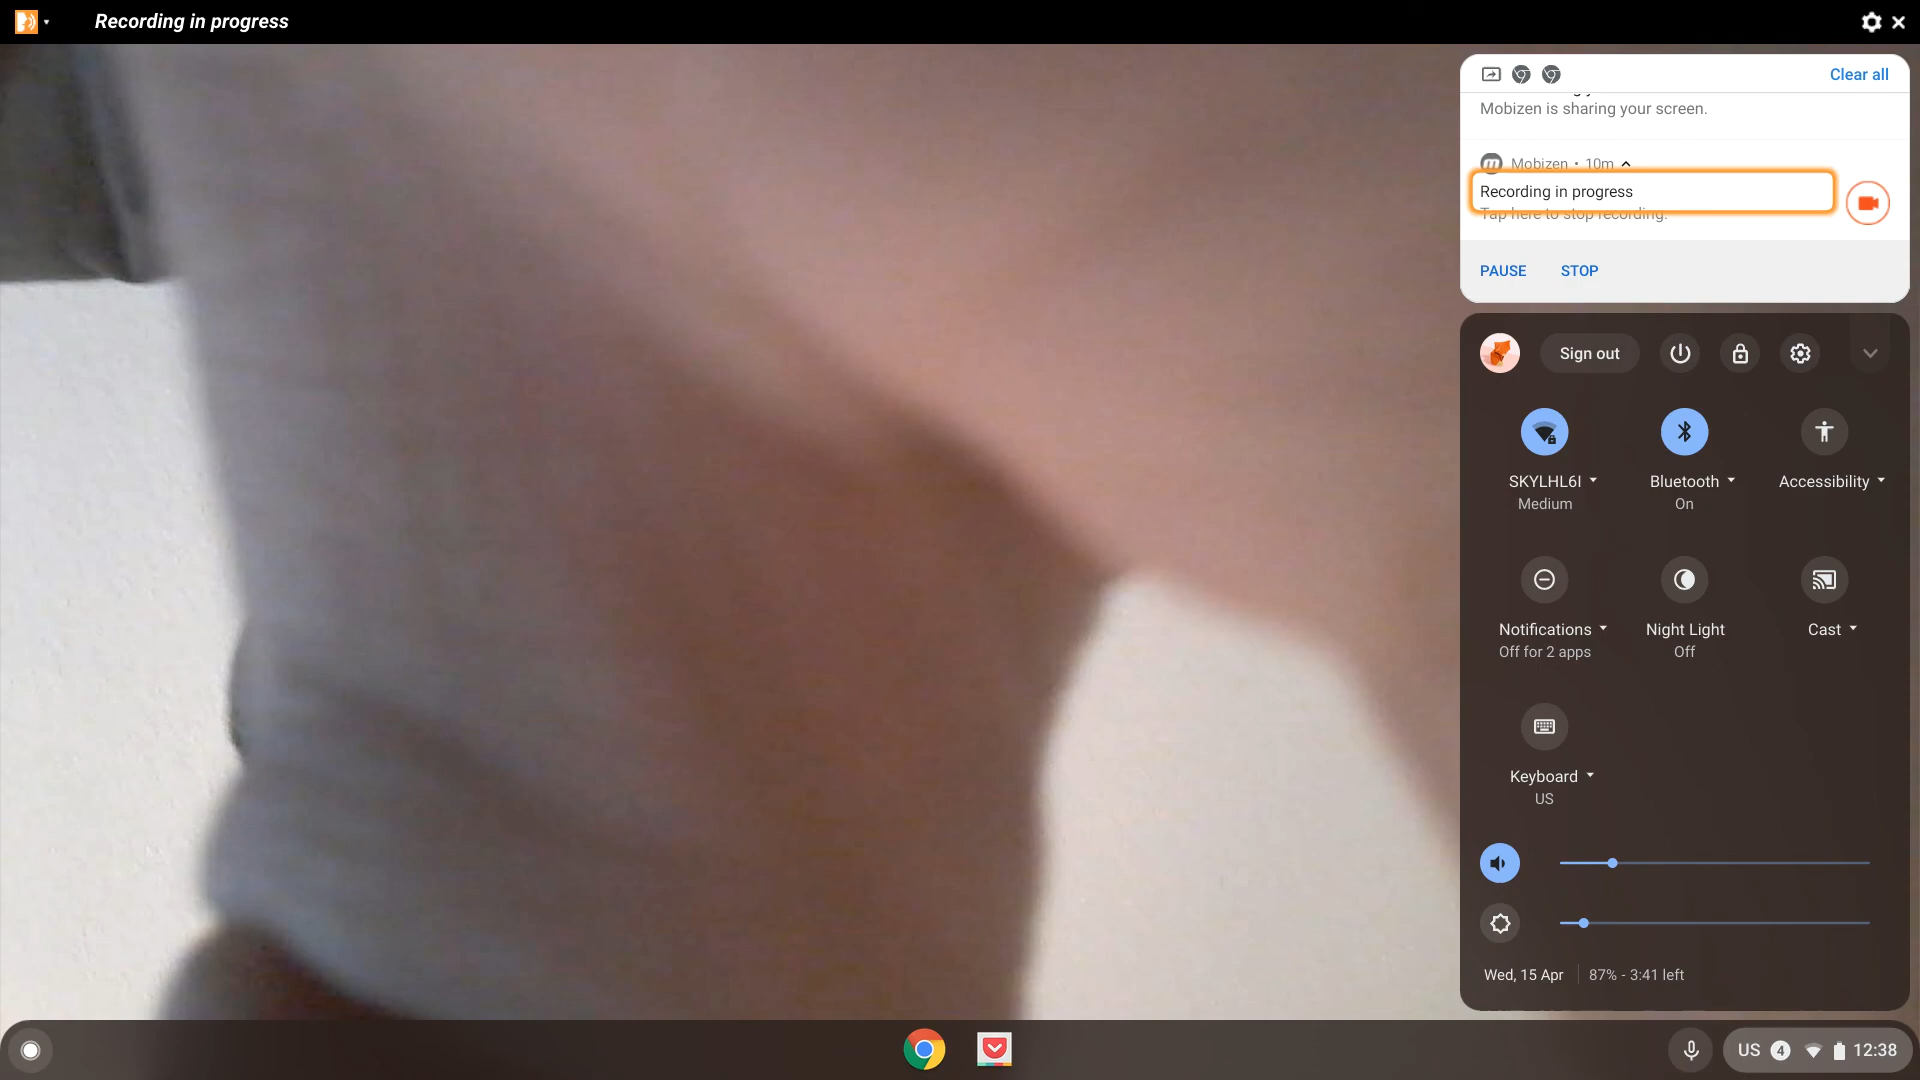 Recording in progress
Clear all
Mobizen is sharing your screen.
Mobizen • 10m
Recording in progress
Tap here to stop recording.
PAUSE STOP
Sign out
SKYLHL6I Bluetooth Accessibility
Medium On
Notifications Night Light Cast
Off for 2 apps Off
Keyboard
US
Wed, 15 Apr 87% - 3:41 left
US 4 12:38